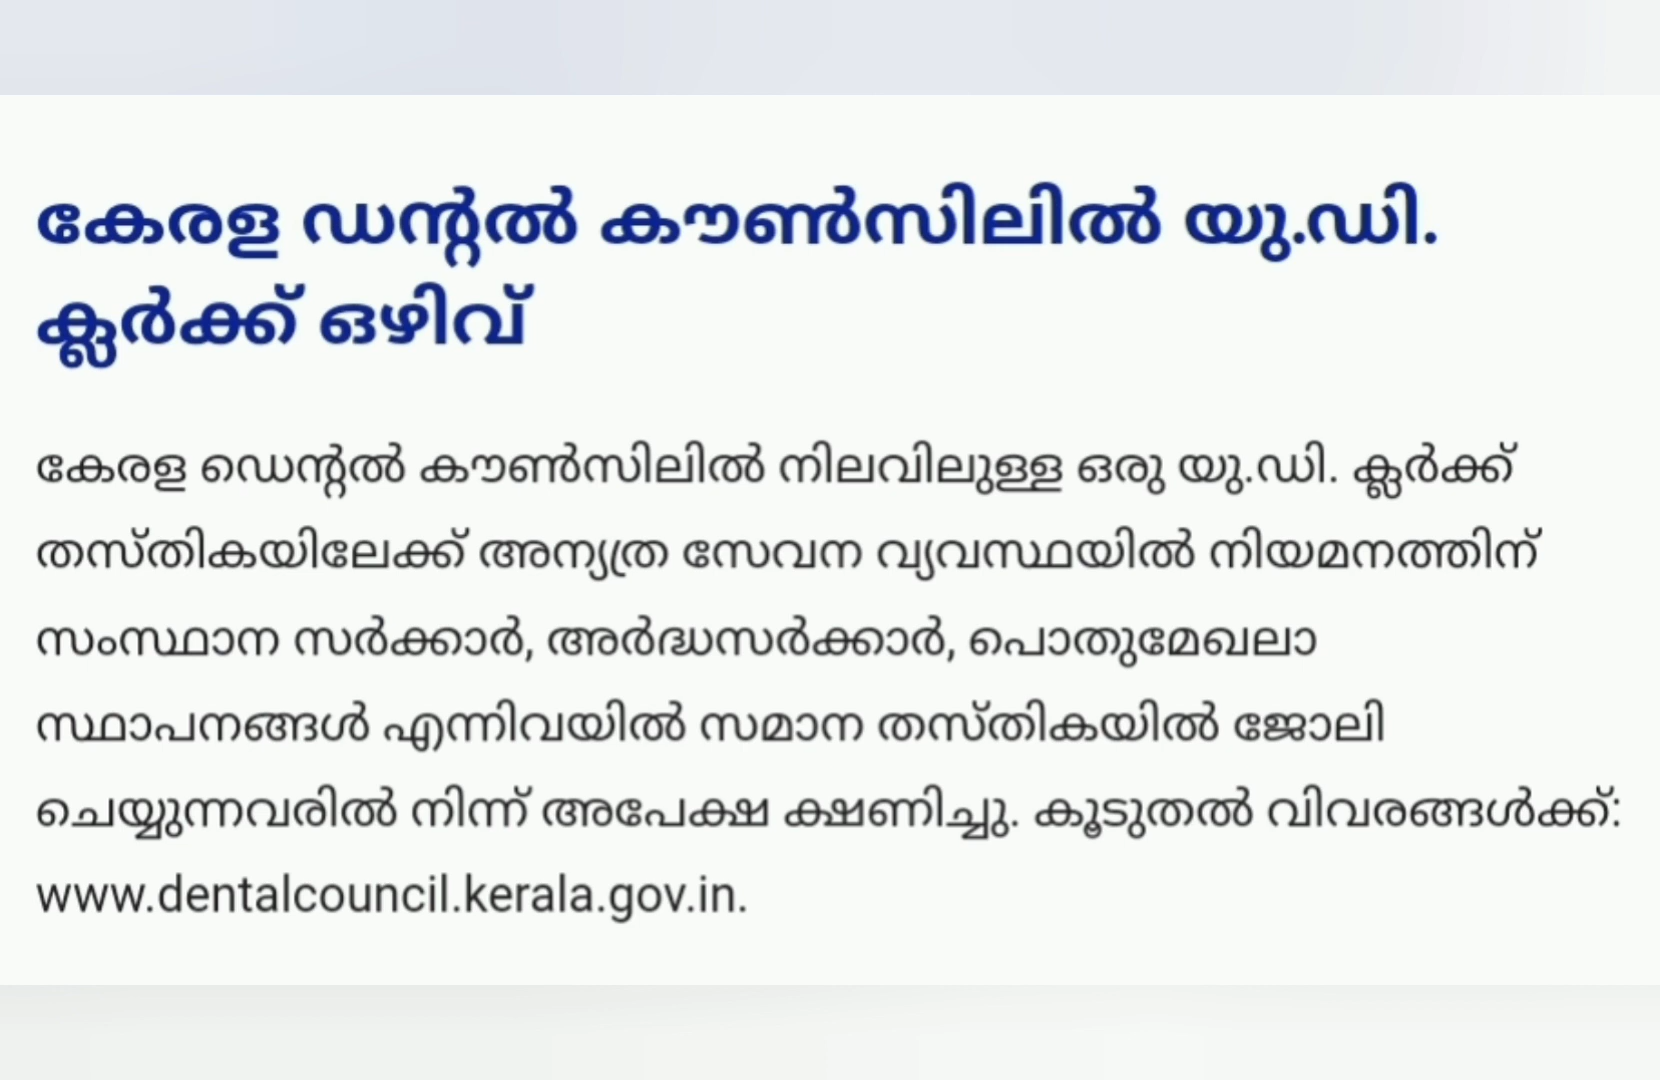 കേരള ഡന്റൽ കൗൺസിലിൽ യു.ഡി.
ക്ലർക്ക് ഒഴിവ്
കേരള ഡെന്റൽ കൗൺസിലിൽ നിലവിലുള്ള ഒരു യു.ഡി. ക്ലർക്ക്
തസ്തികയിലേക്ക് അന്യത്ര സേവന വ്യവസ്ഥയിൽ നിയമനത്തിന്
സംസ്ഥാന സർക്കാർ, അർദ്ധസർക്കാർ, പൊതുമേഖലാ
സ്ഥാപനങ്ങൾ എന്നിവയിൽ സമാന തസ്തികയിൽ ജോലി
ചെയ്യുന്നവരിൽ നിന്ന് അപേക്ഷ ക്ഷണിച്ചു. കൂടുതൽ വിവരങ്ങൾക്ക്:
www.dentalcouncil.kerala.gov.in.